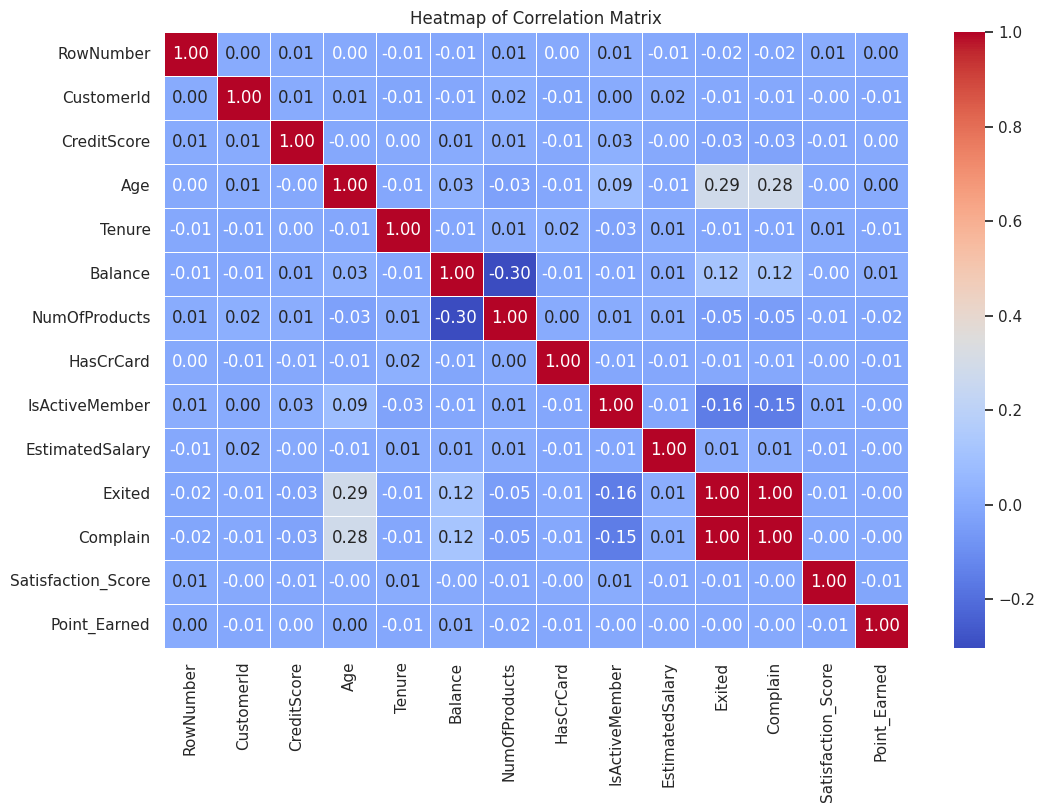 Heatmap of Correlation Matrix
RowNumber 1.00 0.00 0.01 0.00 -0.01 -0.01 0.01 0.00 0.01 -0.01 -0.02 -0.02 0.01 0.00
CustomerId 0.00 1.00 0.01 0.01 -0.01 -0.01 0.02 -0.01 0.00 0.02 -0.01 -0.01 -0.00 -0.01
CreditScore 0.01 0.01 1.00 -0.00 0.00 0.01 0.01 -0.01 0.03 -0.00 -0.03 -0.03 -0.01 0.00
Age 0.00 0.01 -0.00 1.00 -0.01 0.03 -0.03 -0.01 0.09 -0.01 0.29 0.28 -0.00 0.00
Tenure -0.01 -0.01 0.00 -0.01 1.00 -0.01 0.01 0.02 -0.03 0.01 -0.01 -0.01 0.01 -0.01
Balance -0.01 -0.01 0.01 0.03 -0.01 1.00 -0.30 -0.01 -0.01 0.01 0.12 0.12 -0.00 0.01
NumOfProducts 0.01 0.02 0.01 -0.03 0.01 -0.30 1.00 0.00 0.01 0.01 -0.05 -0.05 -0.01 -0.02
HasCrCard 0.00 -0.01 -0.01 -0.01 0.02 -0.01 0.00 1.00 -0.01 -0.01 -0.01 -0.01 -0.00 -0.01
IsActiveMember 0.01 0.00 0.03 0.09 -0.03 -0.01 0.01 -0.01 1.00 -0.01 -0.16 -0.15 0.01 -0.00
EstimatedSalary -0.01 0.02 -0.00 -0.01 0.01 0.01 0.01 -0.01 -0.01 1.00 0.01 0.01 -0.01 -0.00
Exited -0.02 -0.01 -0.03 0.29 -0.01 0.12 -0.05 -0.01 -0.16 0.01 1.00 1.00 -0.01 -0.00
Complain -0.02 -0.01 -0.03 0.28 -0.01 0.12 -0.05 -0.01 -0.15 0.01 1.00 1.00 -0.00 -0.00
Satisfaction_Score 0.01 -0.00 -0.01 -0.00 0.01 -0.00 -0.01 -0.00 0.01 -0.01 -0.01 -0.00 1.00 -0.01
Point_Earned 0.00 -0.01 0.00 0.00 -0.01 0.01 -0.02 -0.01 -0.00 -0.00 -0.00 -0.00 -0.01 1.00
RowNumber
CustomerId
CreditScore
Age
Tenure
Balance
NumOfProducts
HasCrCard
IsActiveMember
EstimatedSalary
Exited
Complain
Satisfaction_Score
Point_Earned
1.0
0.8
0.6
0.4
0.2
0.0
−0.2